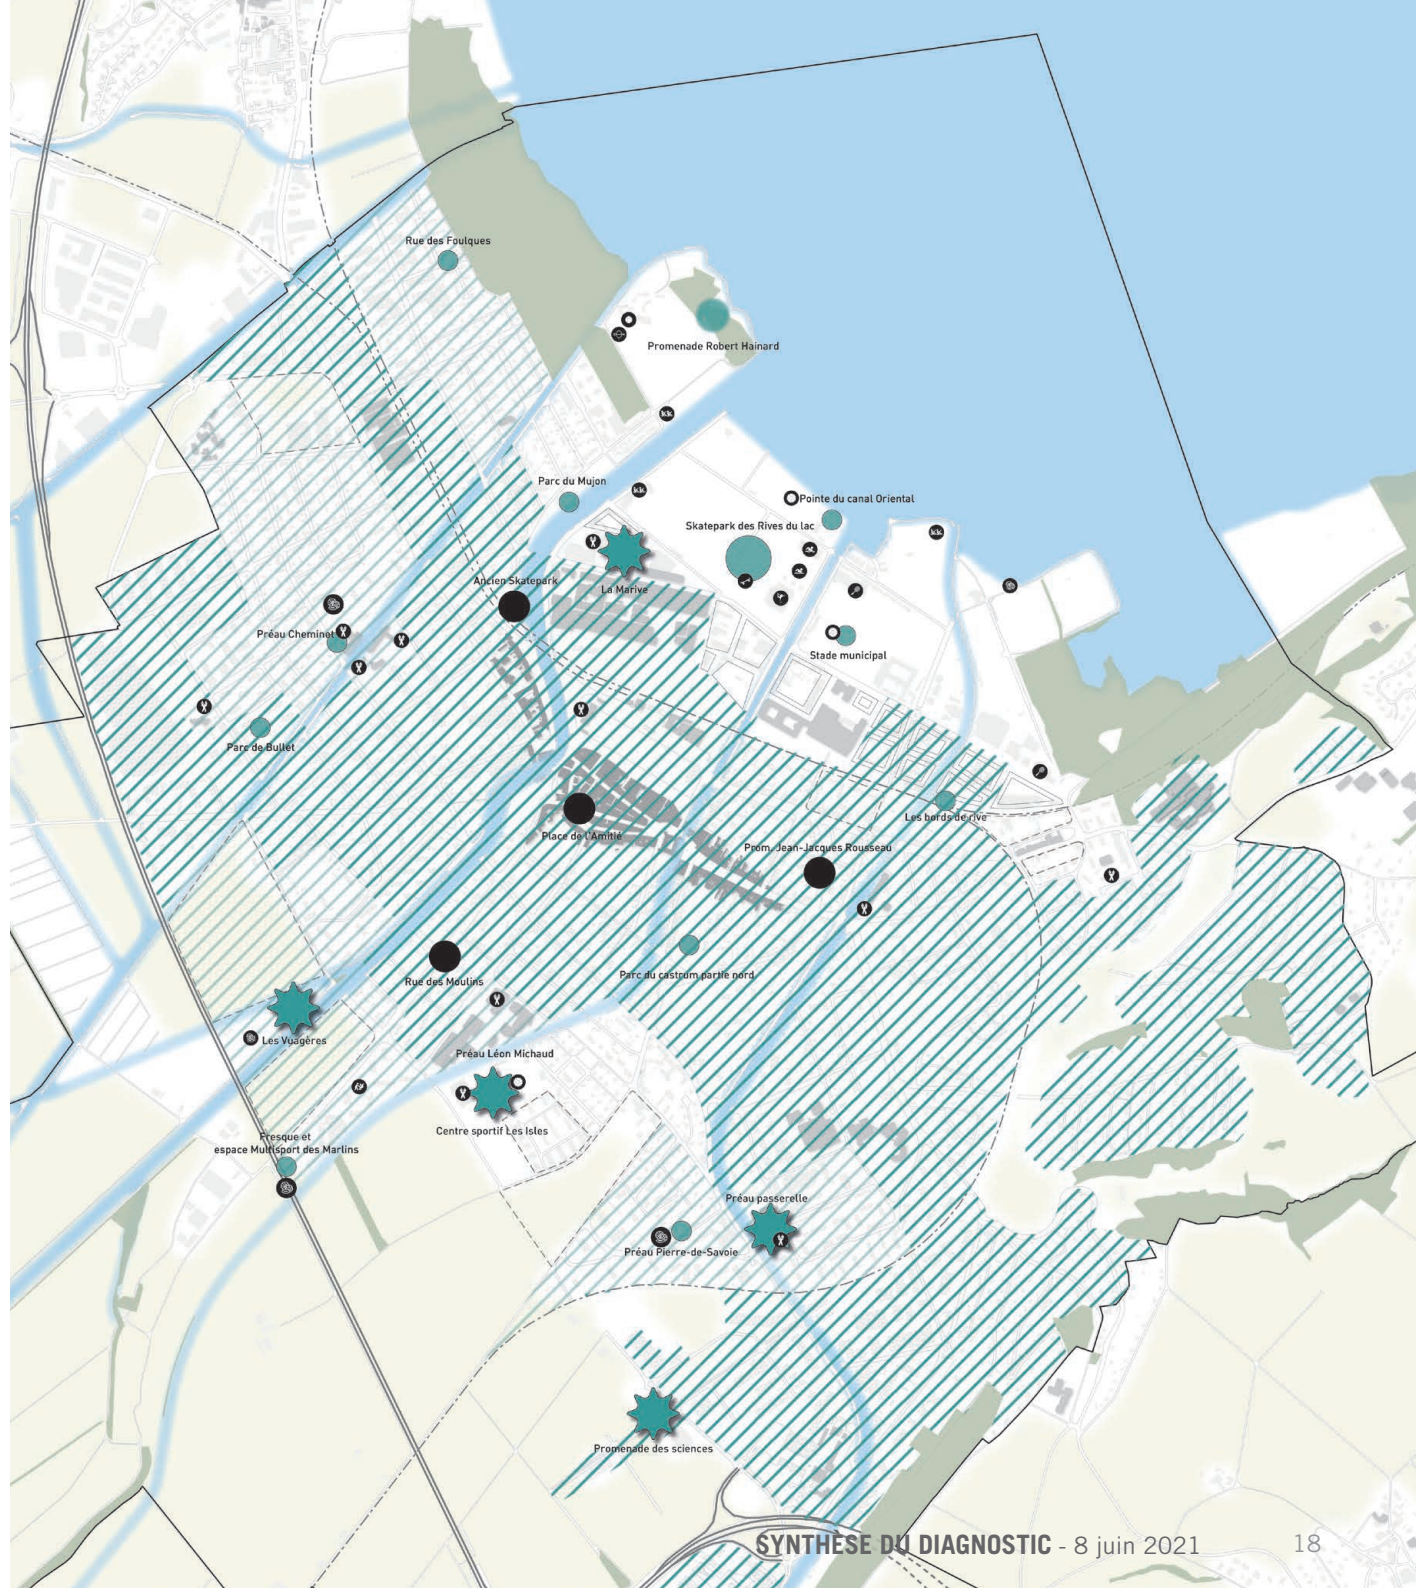 Rue des Foulques
Promenade Robert Hainard
Parc du Mujon
Pointe du canal Oriental
Skatepark des Rives du lac
Ancien Skatepark
La Marive
Préau Cheminet
Stade municipal
Parc de Bullet
Les bords de rive
Place de l'Amitié
Prom. Jean-Jacques Rousseau
Parc du castrum partie nord
Rue des Moulins
Les Vuagères
Préau Léon Michaud
Centre sportif Les Isles
Fresque et
espace Multisport des Marlins
Préau passerelle
Préau Pierre-de-Savoie
Promenade des sciences
SYNTHÈSE DU DIAGNOSTIC - 8 juin 2021
18